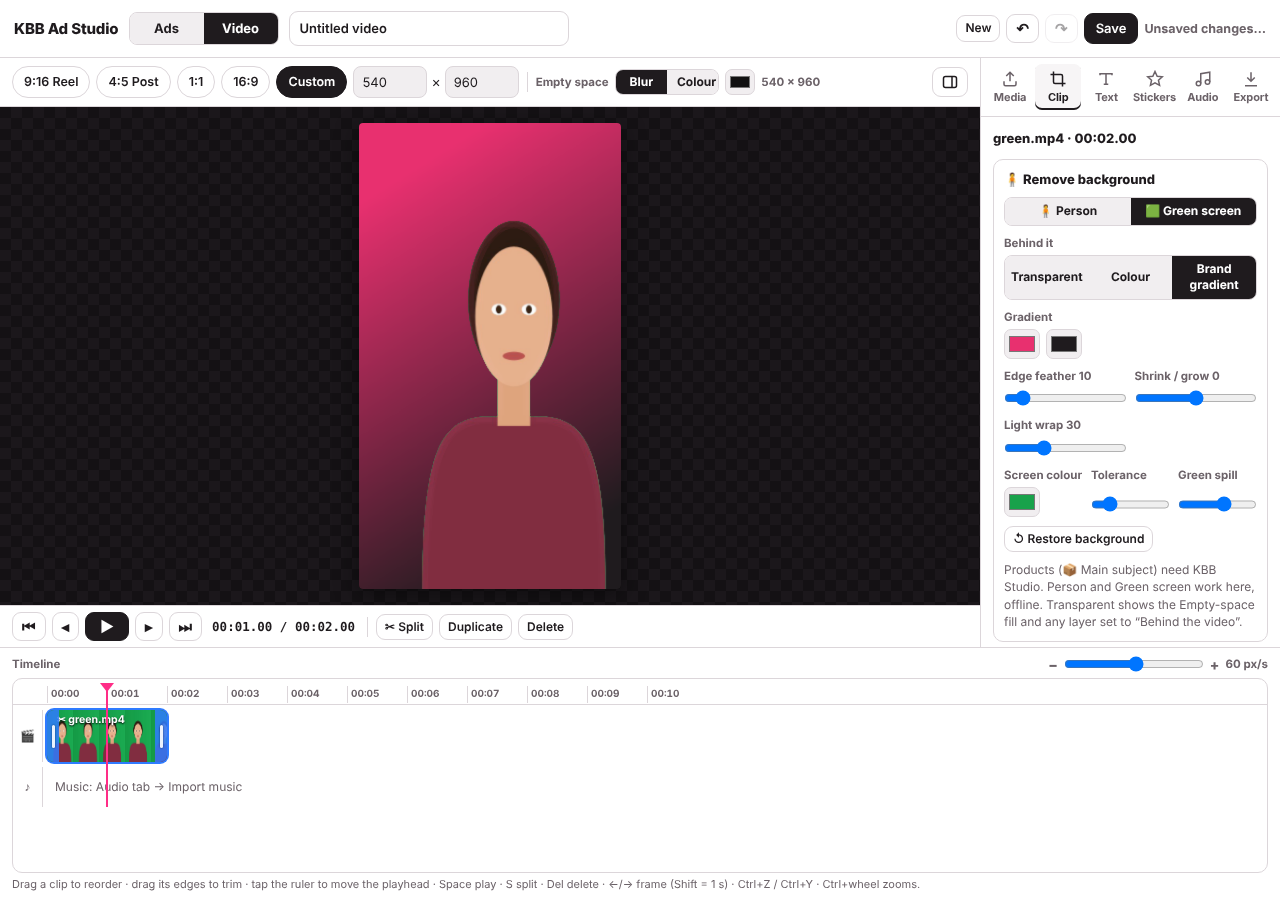 KBB Ad Studio Ads Video Untitled video New ↶ ↷ Save Unsaved changes…
9:16 Reel 4:5 Post 1:1 16:9 Custom 540 × 960 Empty space Blur Colour 540 × 960
Media Clip Text Stickers Audio Export
green.mp4 · 00:02.00
🧍 Remove background
🧍 Person 🟩 Green screen
Behind it
Transparent Colour Brand gradient
Gradient
Edge feather 10 Shrink / grow 0
Light wrap 30
Screen colour Tolerance Green spill
↺ Restore background
Products (📦 Main subject) need KBB
Studio. Person and Green screen work here,
offline. Transparent shows the Empty-space
fill and any layer set to “Behind the video”.
⏮ ◀ ▶ ▶ ⏭ 00:01.00 / 00:02.00 ✂ Split Duplicate Delete
Timeline – + 60 px/s
00:00 00:01 00:02 00:03 00:04 00:05 00:06 00:07 00:08 00:09 00:10
🎬 ✂ green.mp4
♪ Music: Audio tab → Import music
Drag a clip to reorder · drag its edges to trim · tap the ruler to move the playhead · Space play · S split · Del delete · ←/→ frame (Shift = 1 s) · Ctrl+Z / Ctrl+Y · Ctrl+wheel zooms.